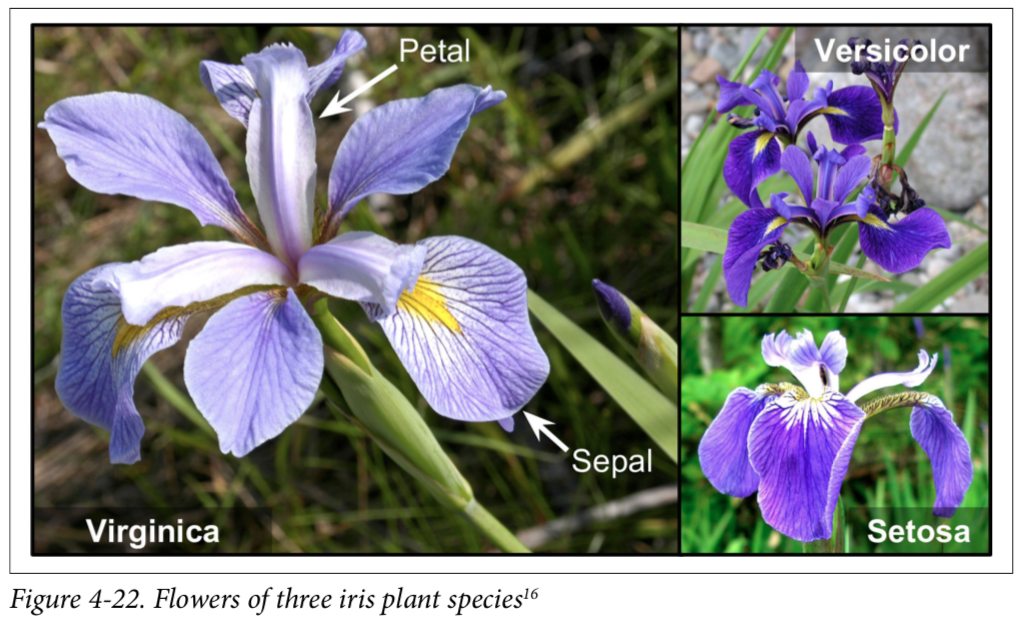 Petal
Versicolor
Sepal
Virginica
Setosa
Figure 4-22. Flowers of three iris plant species16